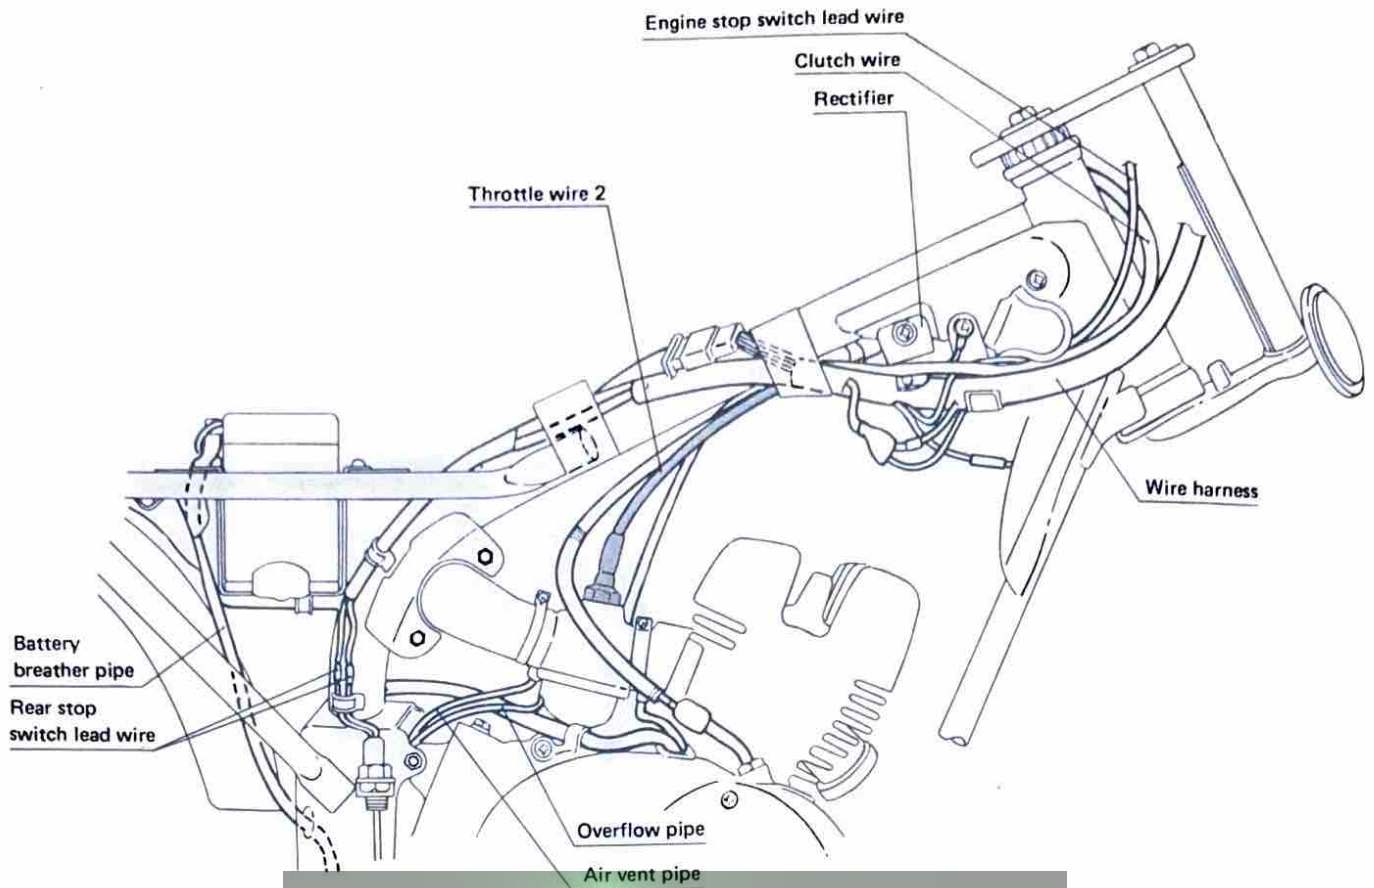 Engine stop switch lead wire
Clutch wire
Rectifier
Throttle wire 2
Wire harness
Battery
breather pipe
Rear stop
switch lead wire
Overflow pipe
Air vent pipe